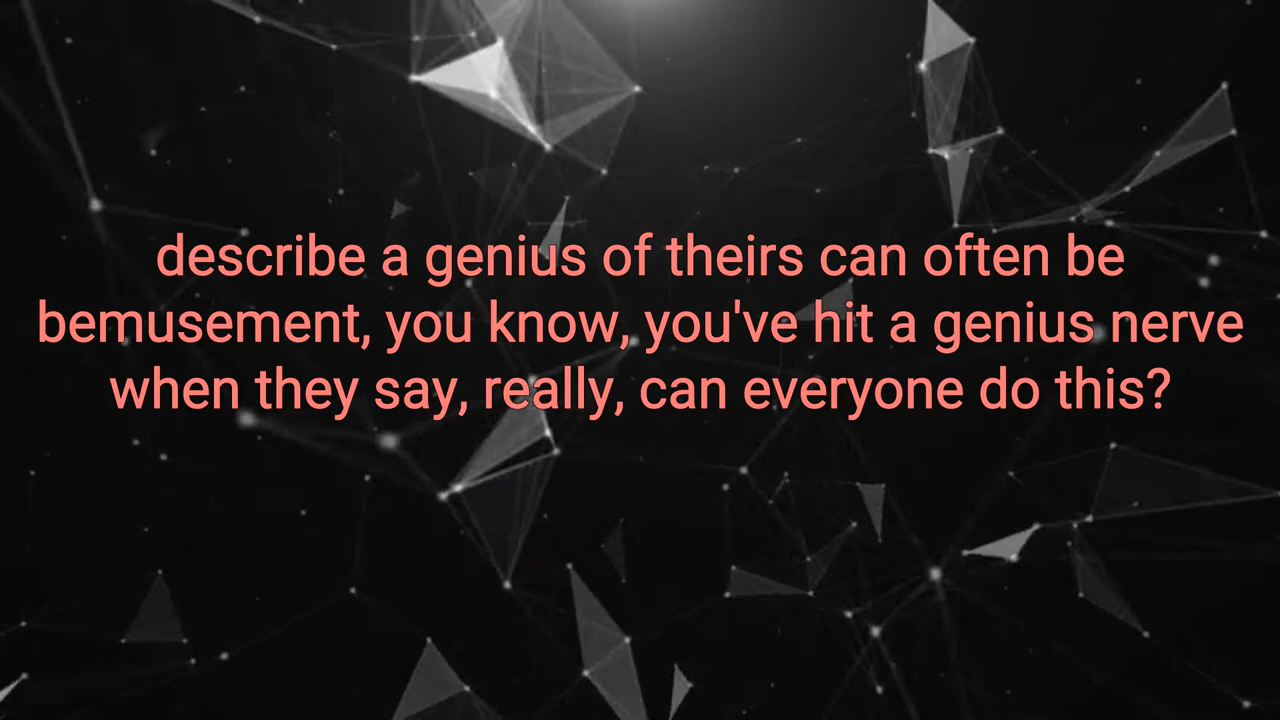 describe a genius of theirs can often be
bemusement, you know, you've hit a genius nerve
when they say, really, can everyone do this?